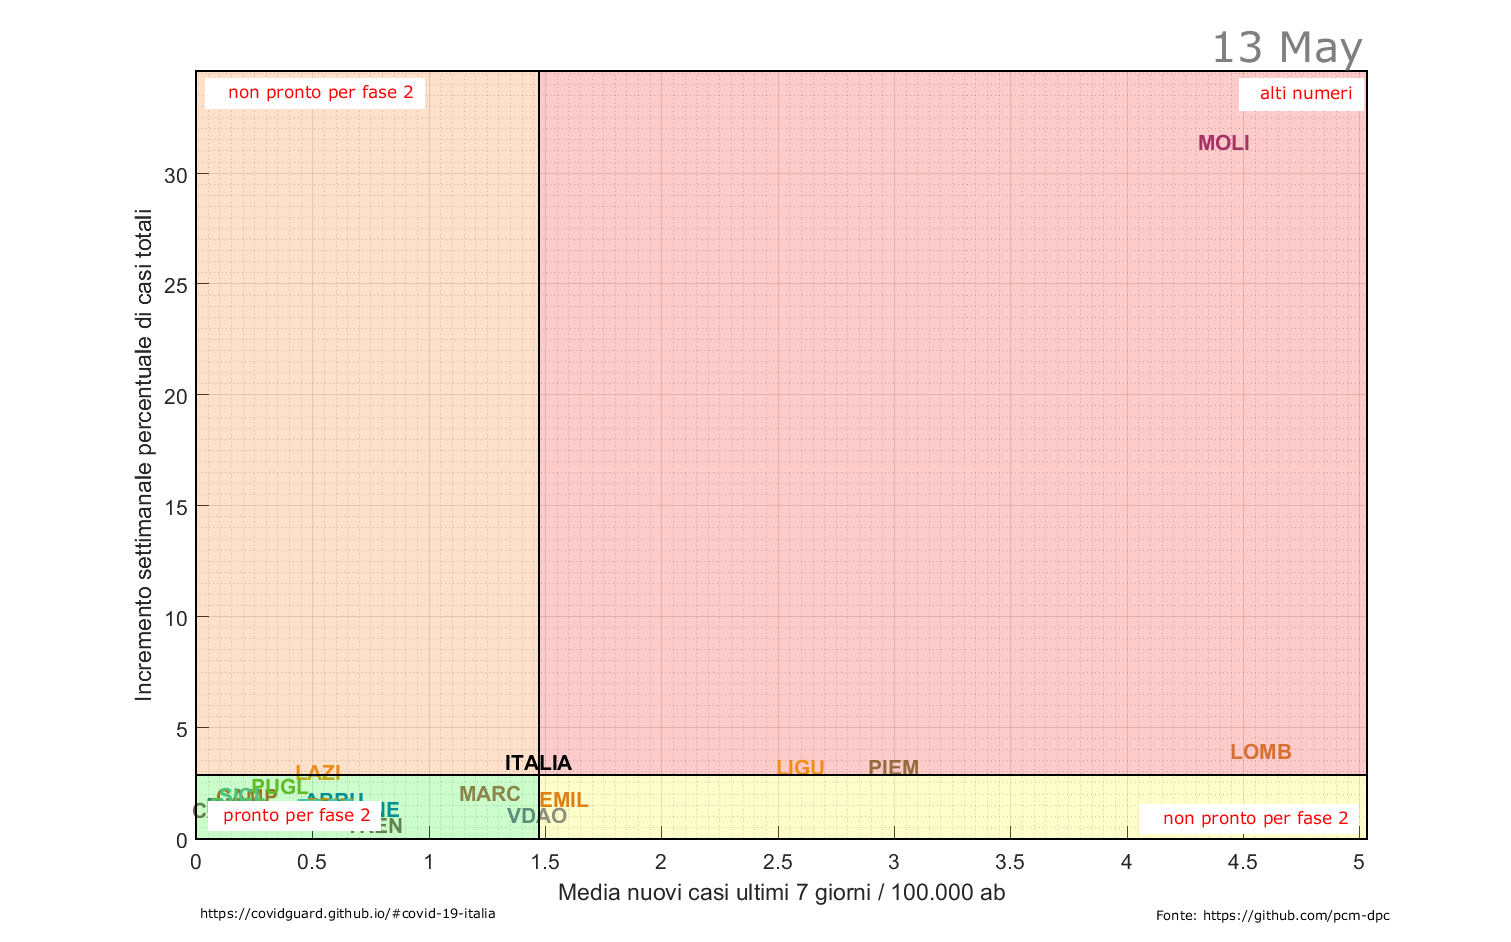 13 May
non pronto per fase 2
alti numeri
MOLI
30
25
20
15
10
5
0
Incremento settimanale percentuale di casi totali
ITALIA
LOMB
LIGU
PIEM
LAZI
PUGL
MARC
EMIL
VDAO
pronto per fase 2
non pronto per fase 2
0 0.5 1 1.5 2 2.5 3 3.5 4 4.5 5
Media nuovi casi ultimi 7 giorni / 100.000 ab
https://covidguard.github.io/#covid-19-italia
Fonte: https://github.com/pcm-dpc